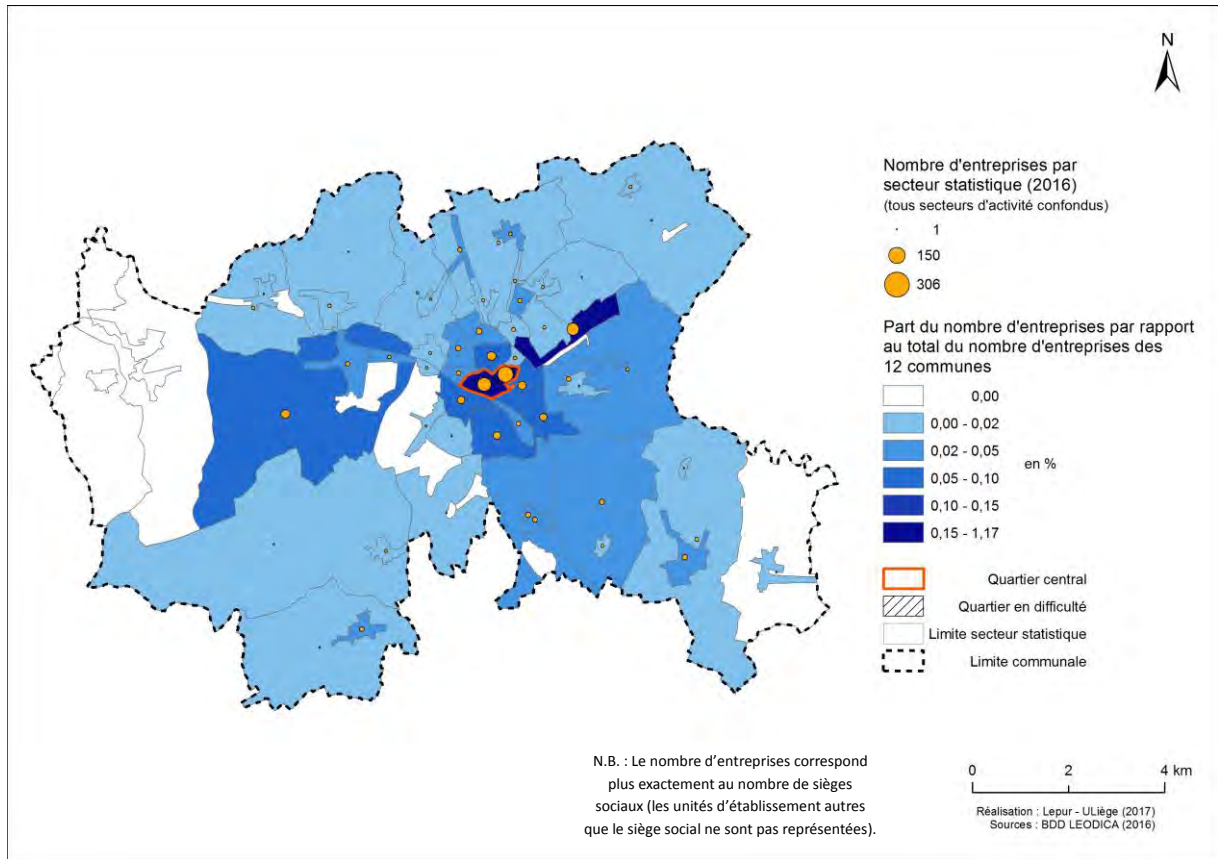 N
Nombre d'entreprises par
secteur statistique (2016)
(tous secteurs d'activité confondus)
1
150
306
Part du nombre d'entreprises par rapport
au total du nombre d'entreprises des
12 communes
0,00
0,00 - 0,02
0,02 - 0,05
en %
0,05 - 0,10
0,10 - 0,15
0,15 - 1,17
Quartier central
Quartier en difficulté
Limite secteur statistique
Limite communale
N.B. : Le nombre d’entreprises correspond
plus exactement au nombre de sièges
sociaux (les unités d’établissement autres
que le siège social ne sont pas représentées).
0 2 4 km
Réalisation : Lepur - ULiège (2017)
Sources : BDD LEODICA (2016)